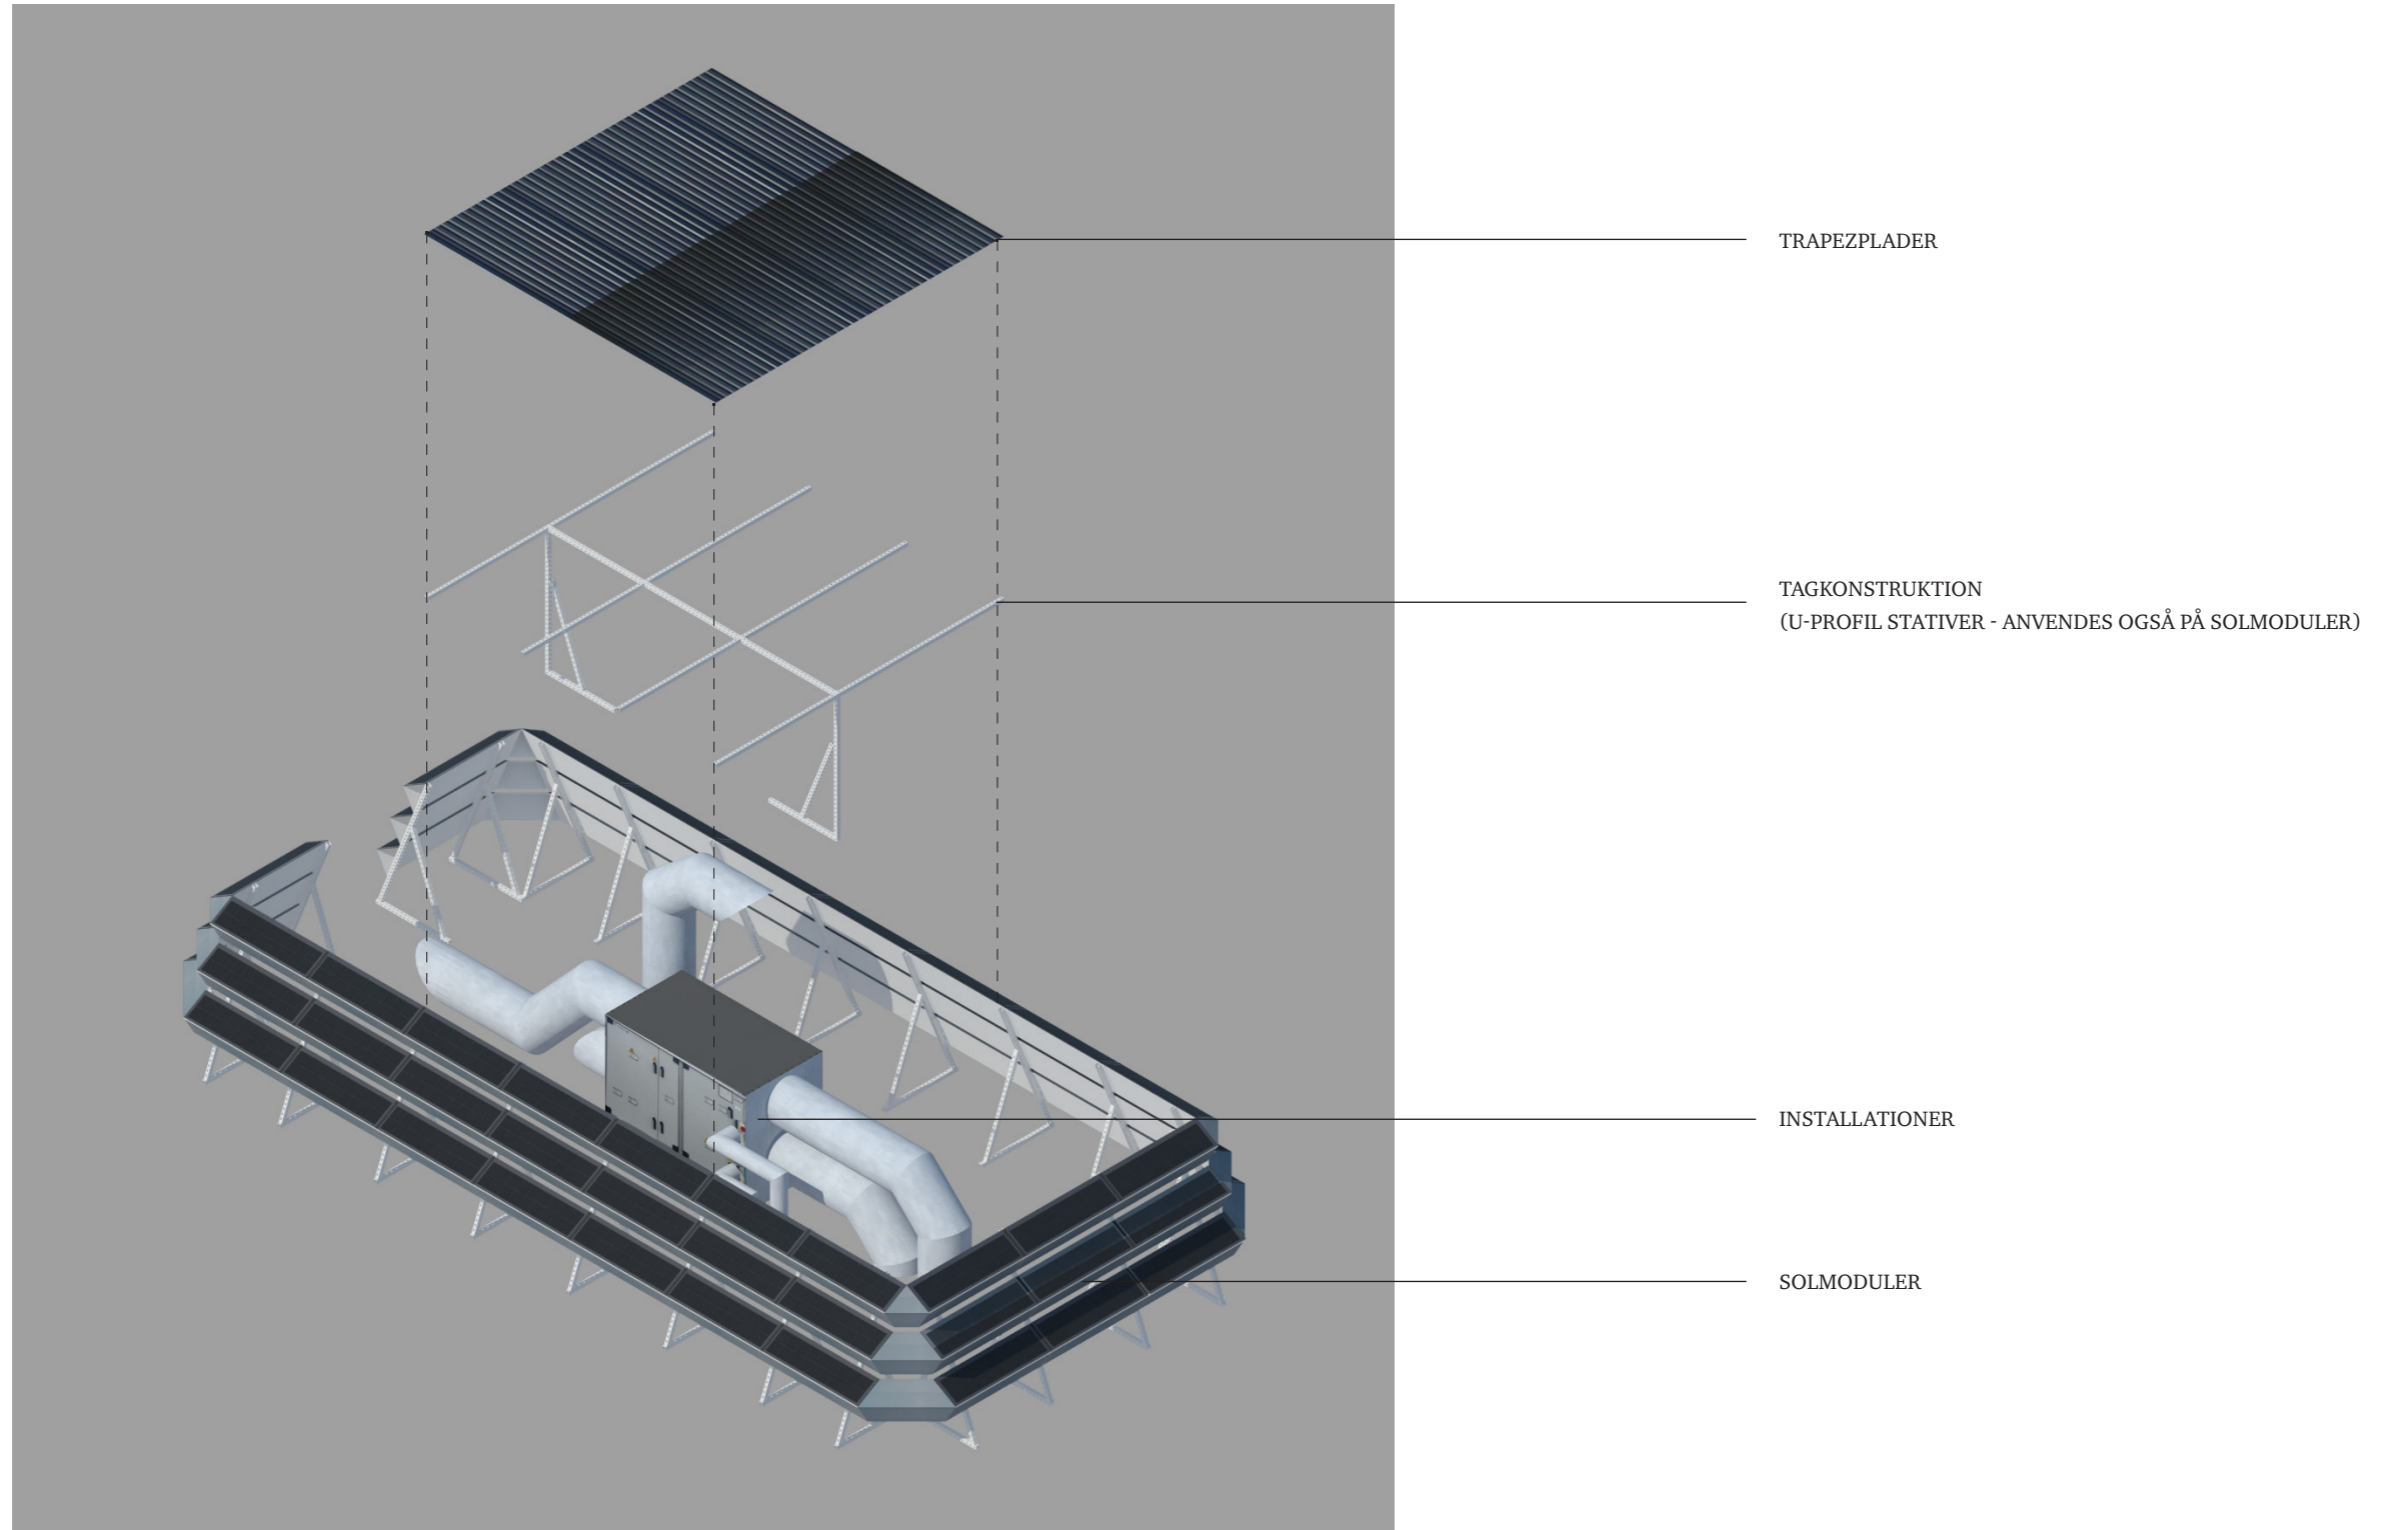 TRAPEZPLADER
TAGKONSTRUKTION
(U-PROFIL STATIVER - ANVENDES OGSÅ PÅ SOLMODULER)
INSTALLATIONER
SOLMODULER